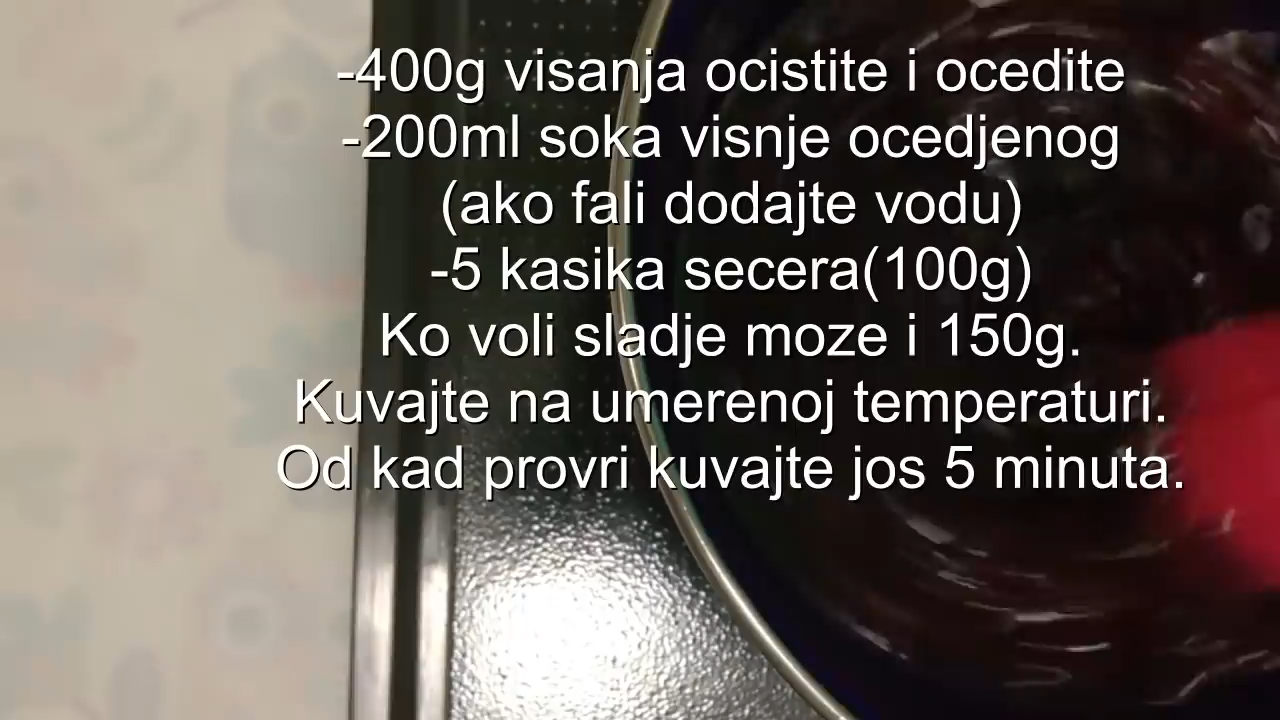 -400g visanja ocistite i ocedite
-200ml soka visnje ocedjenog
(ako fali dodajte vodu)
-5 kasika secera(100g)
Ko voli sladje moze i 150g.
Kuvajte na umerenoj temperaturi.
Od kad provri kuvajte jos 5 minuta.